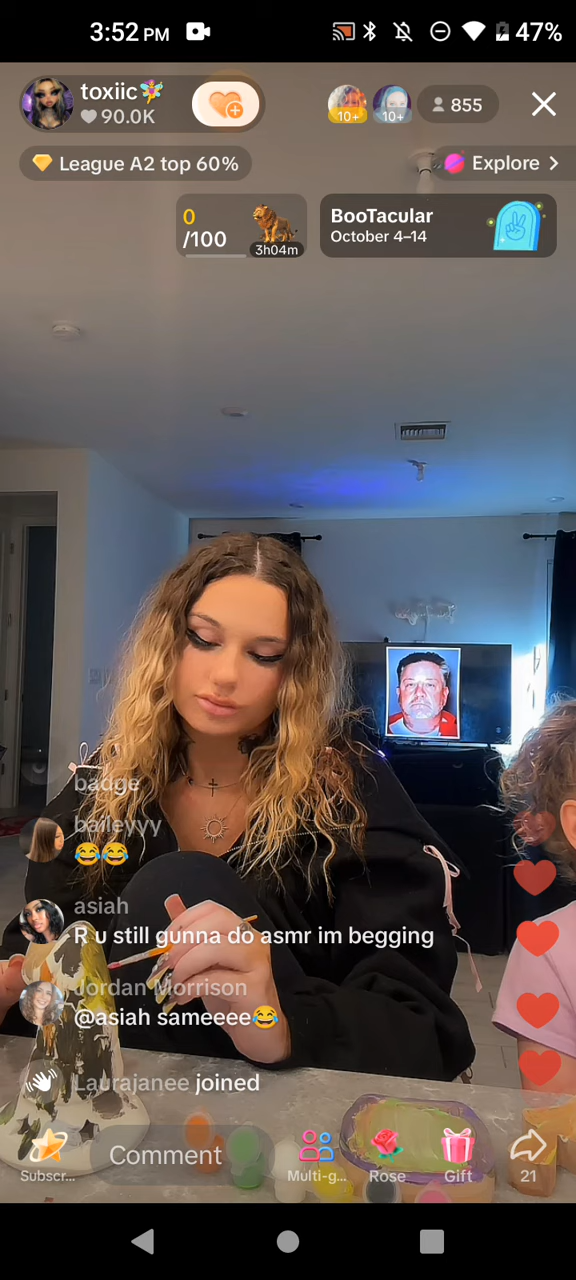 3:52 PM
47%
toxiic🧚
90.0K
10+
10+
855
League A2 top 60%
Explore >
0
/100
3h04m
BooTacular
October 4–14
badge
baileyyy
😂😂
asiah
R u still gunna do asmr im begging
Jordan Morrison
@asiah sameeee😂
Laurajanee joined
Subscr...
Comment
Multi-g...
Rose
Gift
21